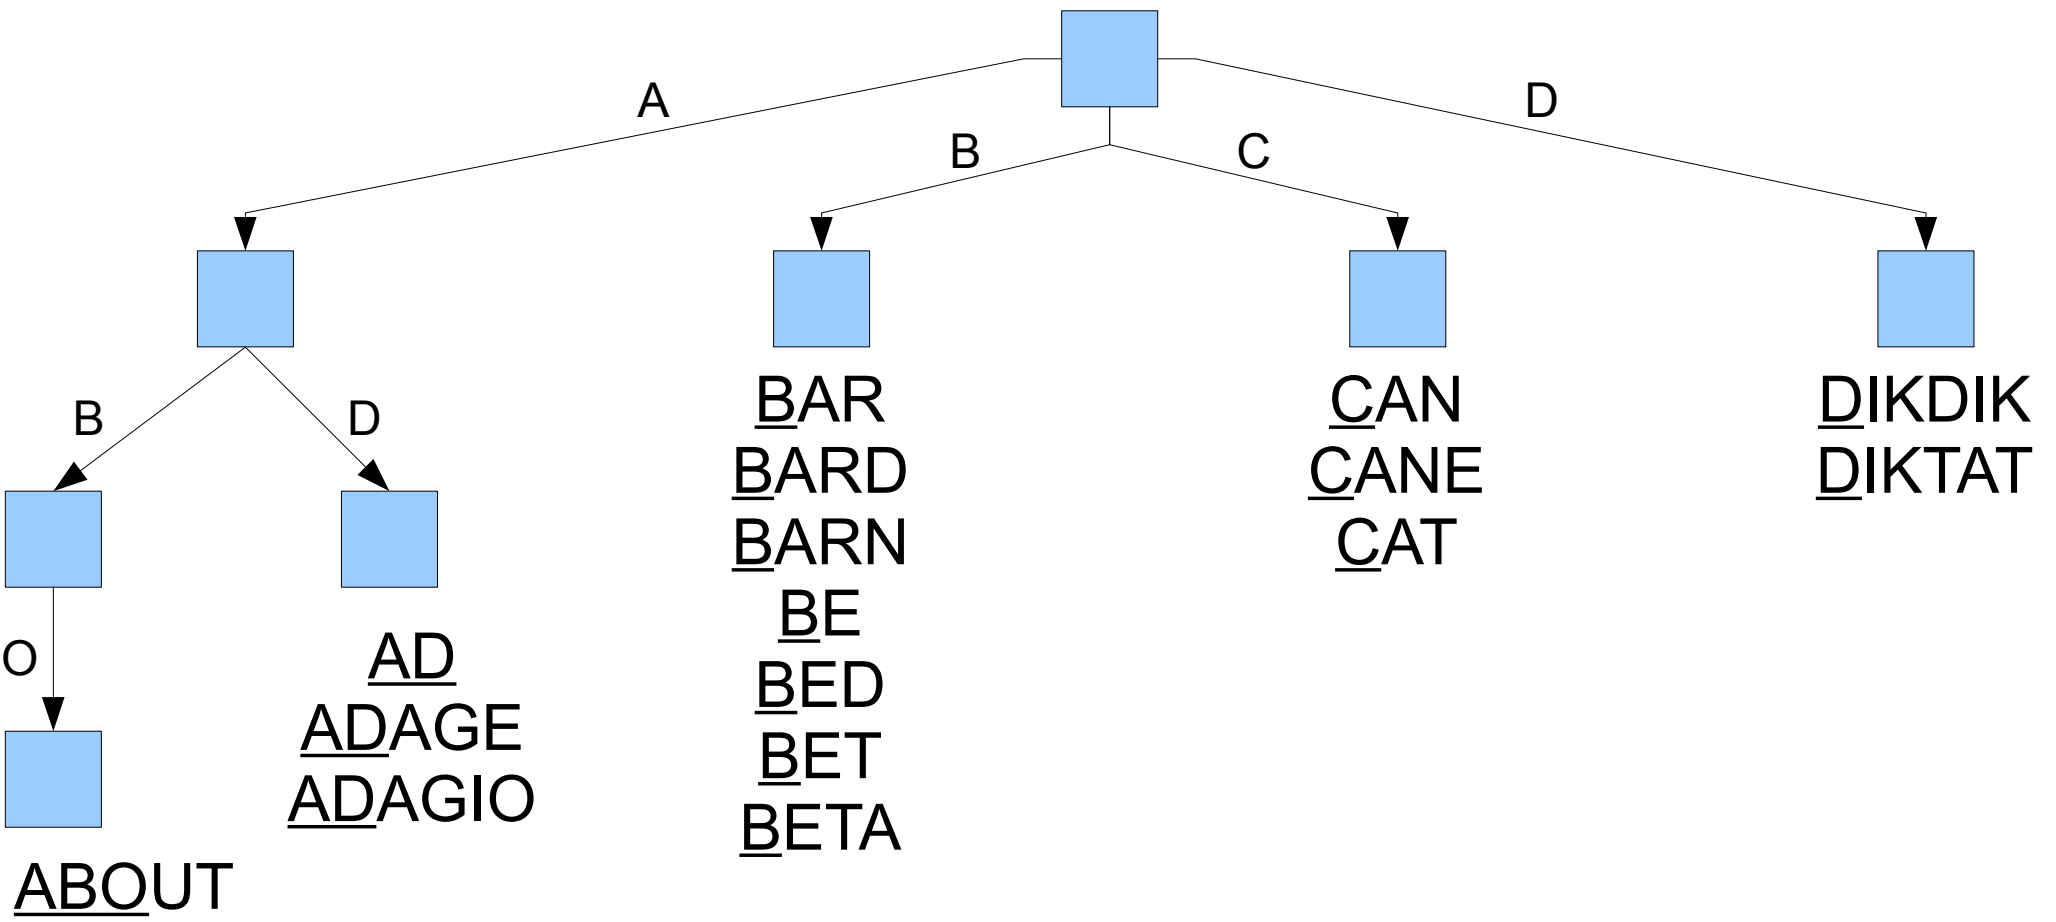 A
B
C
D
B
D
O
BAR
BARD
BARN
BE
BED
BET
BETA
CAN
CANE
CAT
DIKDIK
DIKTAT
AD
ADAGE
ADAGIO
ABOUT